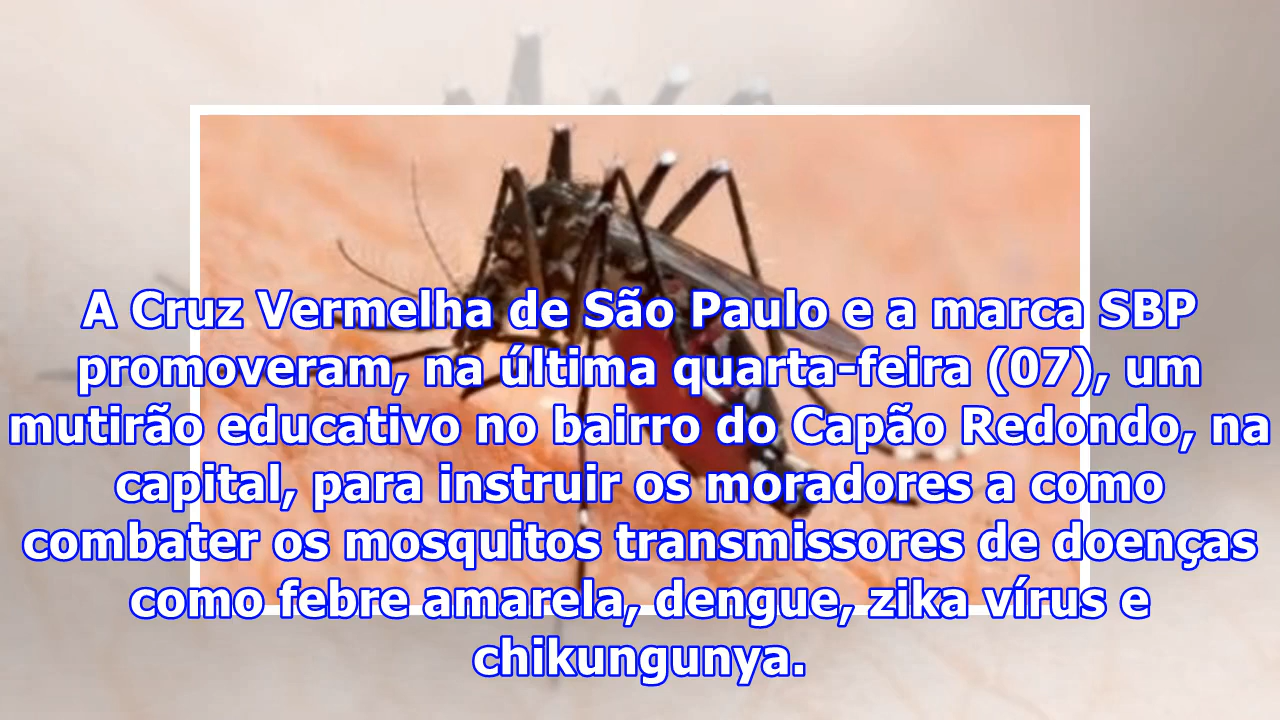 A Cruz Vermelha de São Paulo e a marca SBP
promoveram, na última quarta-feira (07), um
mutirão educativo no bairro do Capão Redondo, na
capital, para instruir os moradores a como
combater os mosquitos transmissores de doenças
como febre amarela, dengue, zika vírus e
chikungunya.